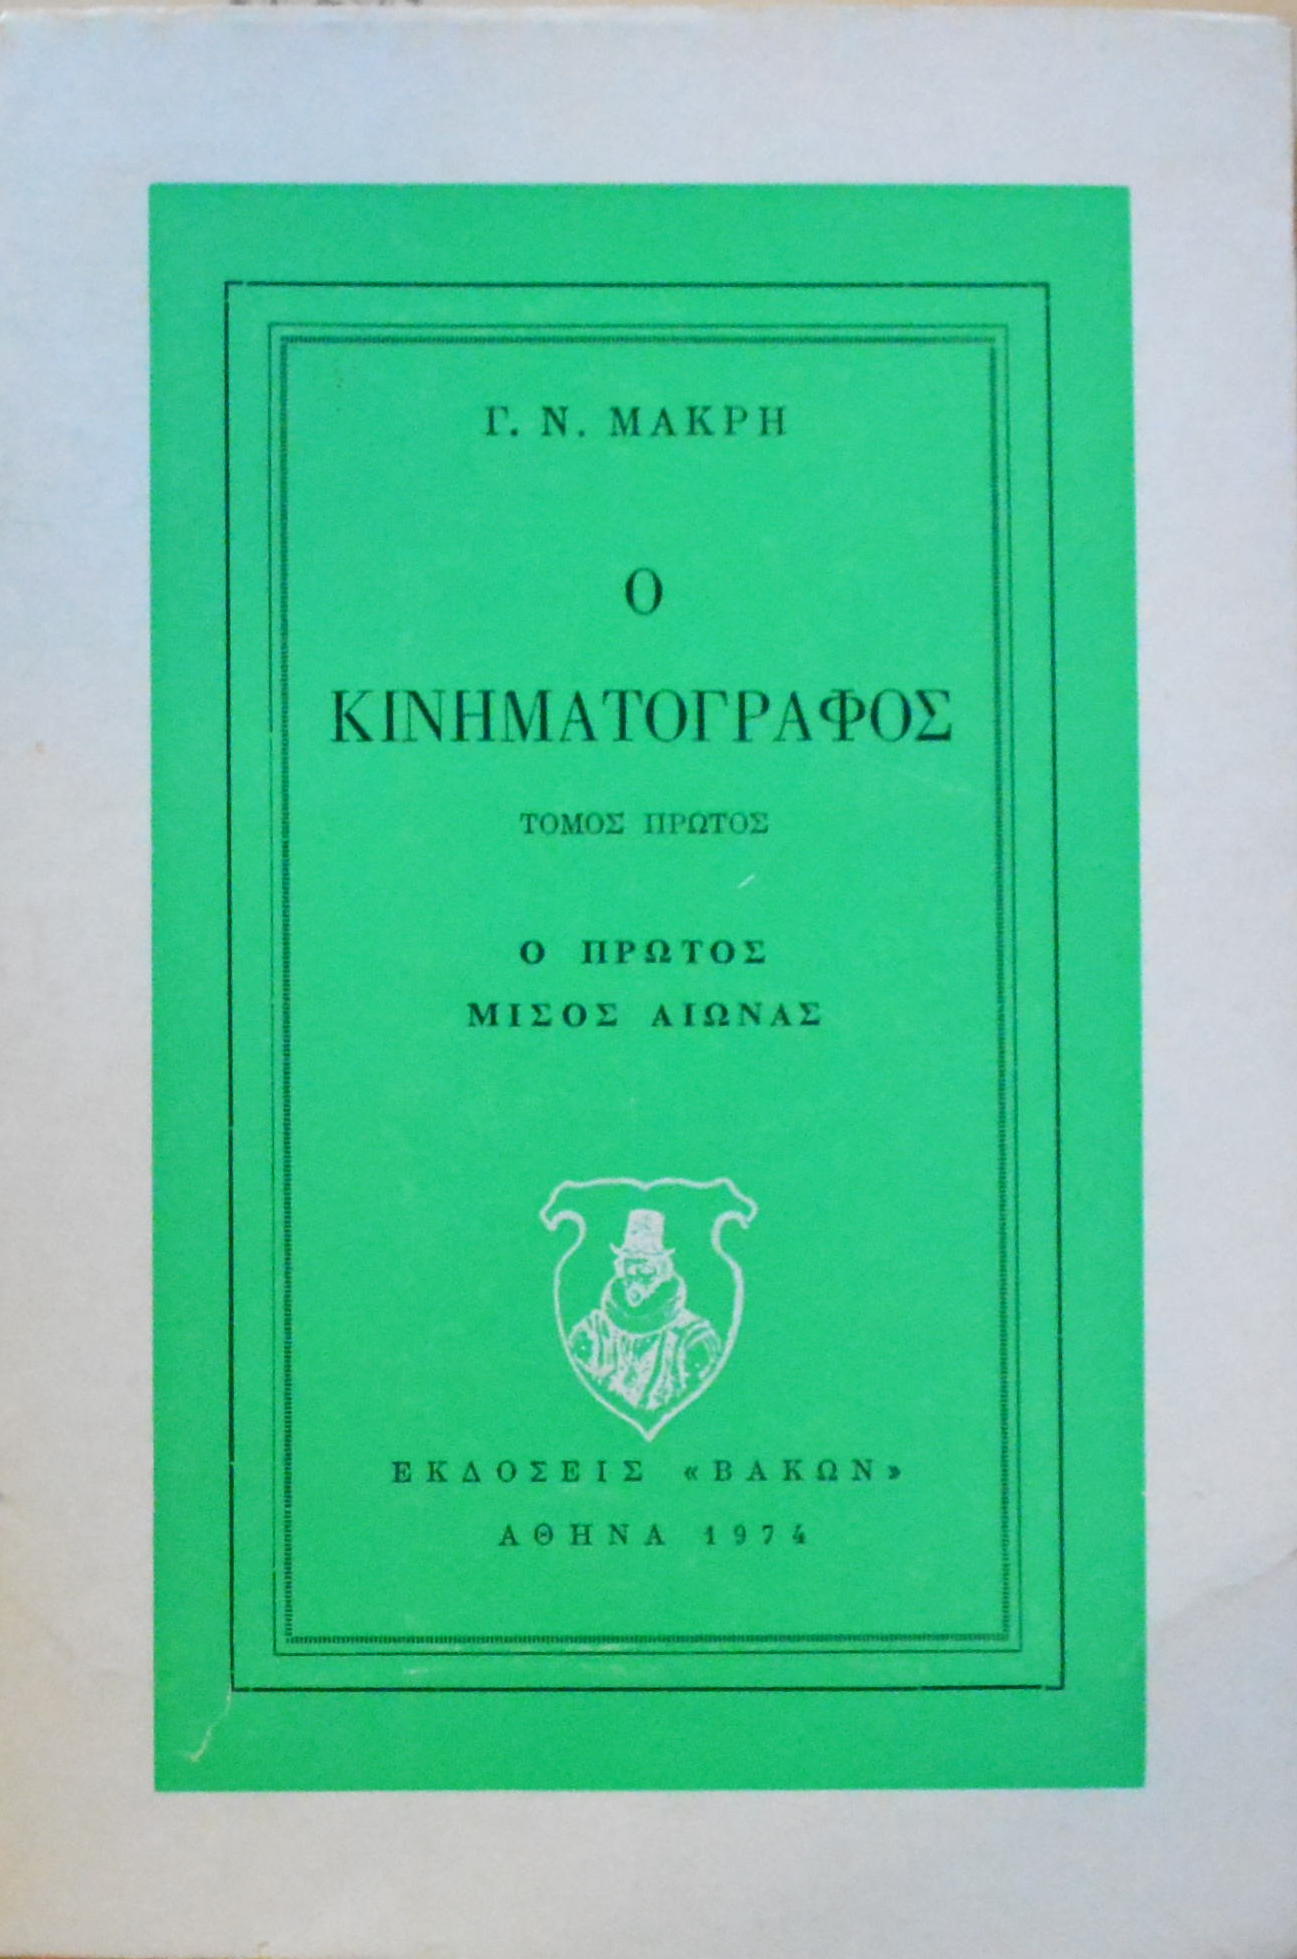 Γ. Ν. ΜΑΚΡΗ
Ο
ΚΙΝΗΜΑΤΟΓΡΑΦΟΣ
ΤΟΜΟΣ ΠΡΩΤΟΣ
Ο ΠΡΩΤΟΣ
ΜΙΣΟΣ ΑΙΩΝΑΣ
ΕΚΔΟΣΕΙΣ «ΒΑΚΩΝ»
ΑΘΗΝΑ 1974